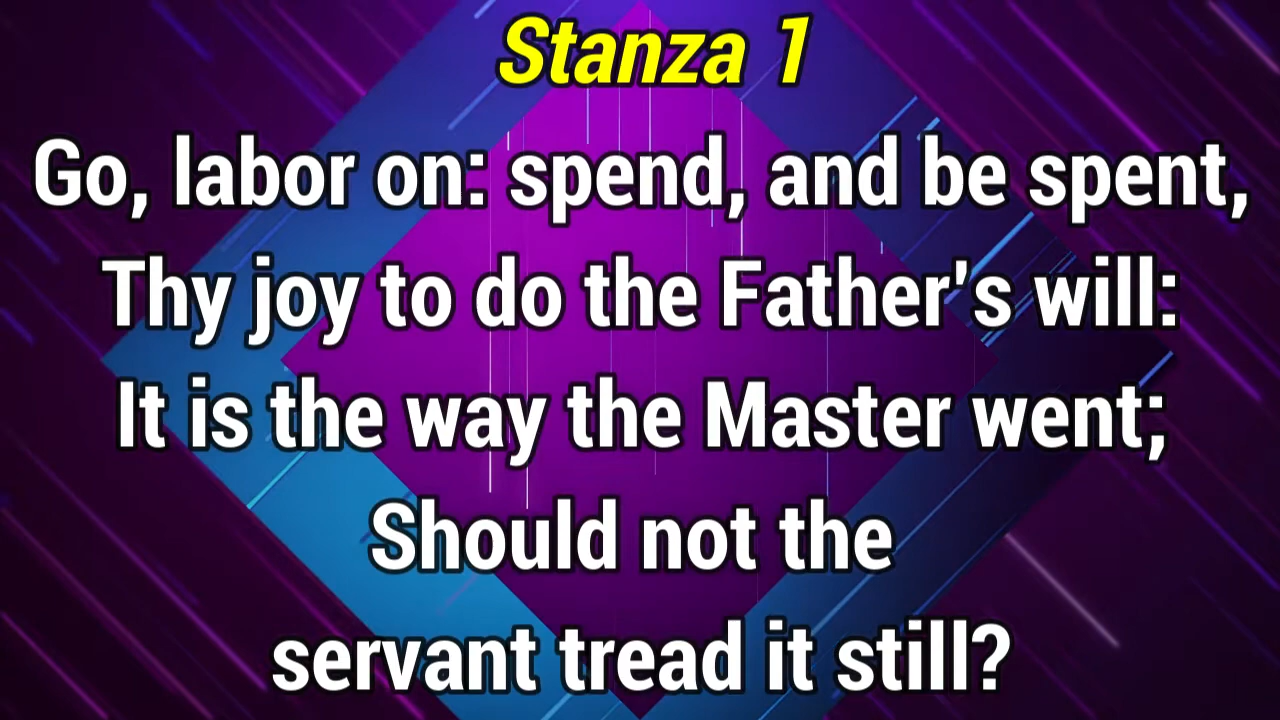 Stanza 1
Go, labor on: spend, and be spent,
Thy joy to do the Father's will:
It is the way the Master went;
Should not the
servant tread it still?